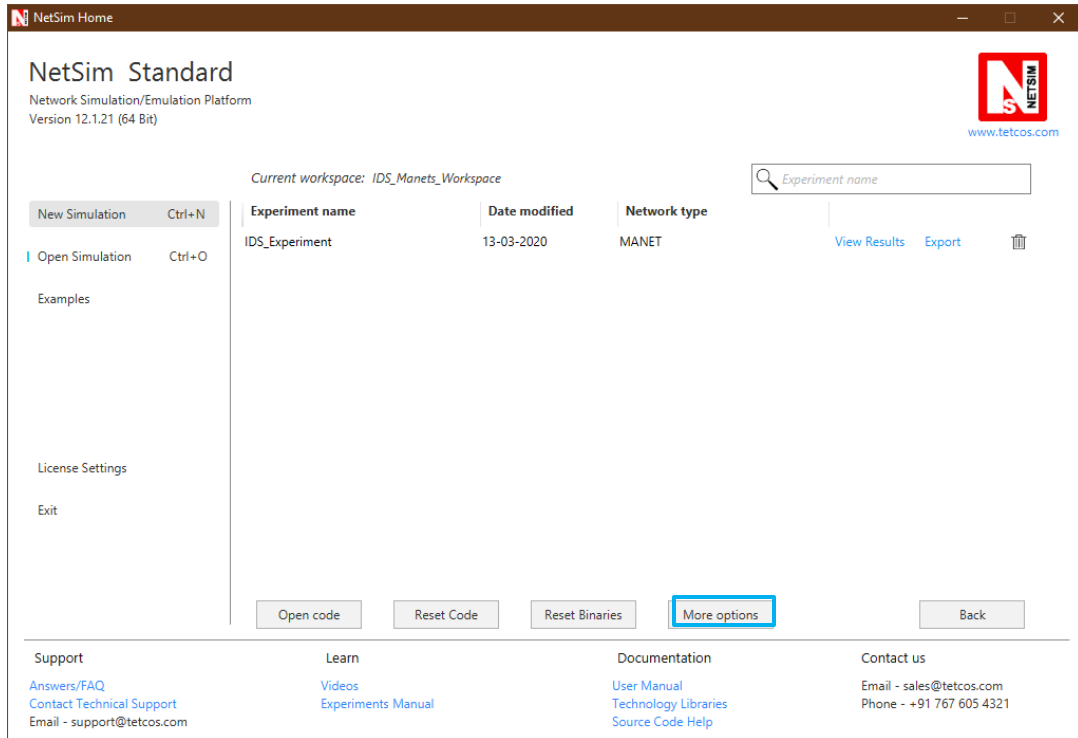 NetSim Home
NetSim Standard
Network Simulation/Emulation Platform
Version 12.1.21 (64 Bit)
NS NETSIM
www.tetcos.com
Current workspace: IDS_Manets_Workspace
Experiment name
New Simulation Ctrl+N
Open Simulation Ctrl+O
Examples
License Settings
Exit
Experiment name Date modified Network type
IDS_Experiment 13-03-2020 MANET View Results Export
Open code Reset Code Reset Binaries More options Back
Support
Answers/FAQ
Contact Technical Support
Email - support@tetcos.com
Learn
Videos
Experiments Manual
Documentation
User Manual
Technology Libraries
Source Code Help
Contact us
Email - sales@tetcos.com
Phone - +91 767 605 4321